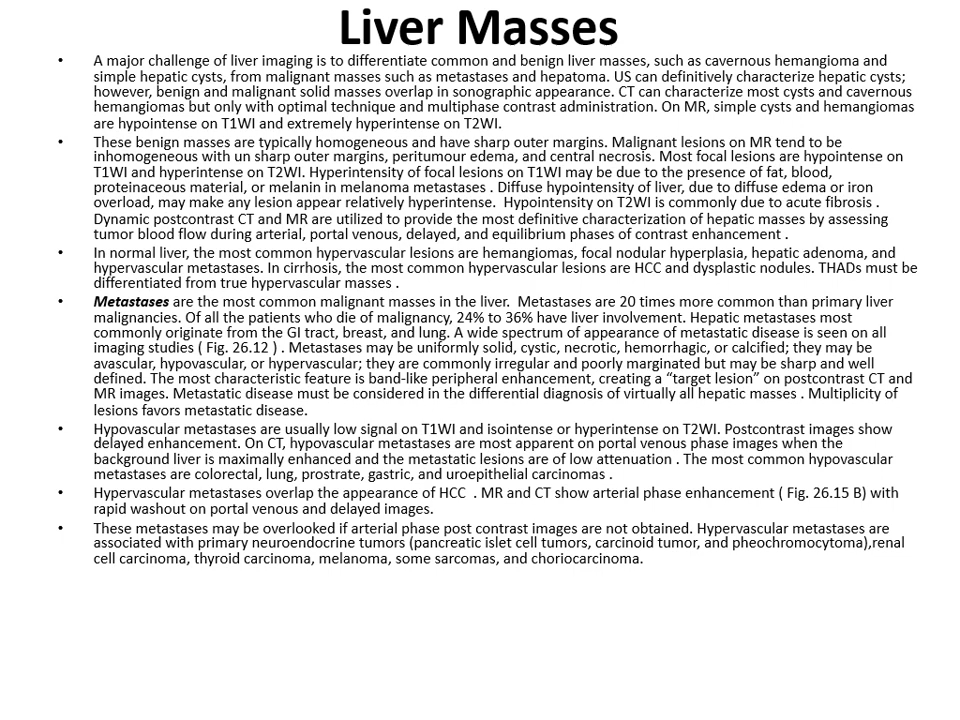 Liver Masses
• A major challenge of liver imaging is to differentiate common and benign liver masses, such as cavernous hemangioma and
simple hepatic cysts, from malignant masses such as metastases and hepatoma. US can definitively characterize hepatic cysts;
however, benign and malignant solid masses overlap in sonographic appearance. CT can characterize most cysts and cavernous
hemangiomas but only with optimal technique and multiphase contrast administration. On MR, simple cysts and hemangiomas
are hypointense on T1WI and extremely hyperintense on T2WI.
• These benign masses are typically homogeneous and have sharp outer margins. Malignant lesions on MR tend to be
inhomogeneous with un sharp outer margins, peritumour edema, and central necrosis. Most focal lesions are hypointense on
T1WI and hyperintense on T2WI. Hyperintensity of focal lesions on T1WI may be due to the presence of fat, blood,
proteinaceous material, or melanin in melanoma metastases . Diffuse hypointensity of liver, due to diffuse edema or iron
overload, may make any lesion appear relatively hyperintense.  Hypointensity on T2WI is commonly due to acute fibrosis .
Dynamic postcontrast CT and MR are utilized to provide the most definitive characterization of hepatic masses by assessing
tumor blood flow during arterial, portal venous, delayed, and equilibrium phases of contrast enhancement .
• In normal liver, the most common hypervascular lesions are hemangiomas, focal nodular hyperplasia, hepatic adenoma, and
hypervascular metastases. In cirrhosis, the most common hypervascular lesions are HCC and dysplastic nodules. THADs must be
differentiated from true hypervascular masses .
• Metastases are the most common malignant masses in the liver.  Metastases are 20 times more common than primary liver
malignancies. Of all the patients who die of malignancy, 24% to 36% have liver involvement. Hepatic metastases most
commonly originate from the GI tract, breast, and lung. A wide spectrum of appearance of metastatic disease is seen on all
imaging studies ( Fig. 26.12 ) . Metastases may be uniformly solid, cystic, necrotic, hemorrhagic, or calcified; they may be
avascular, hypovascular, or hypervascular; they are commonly irregular and poorly marginated but may be sharp and well
defined. The most characteristic feature is band-like peripheral enhancement, creating a “target lesion” on postcontrast CT and
MR images. Metastatic disease must be considered in the differential diagnosis of virtually all hepatic masses . Multiplicity of
lesions favors metastatic disease.
• Hypovascular metastases are usually low signal on T1WI and isointense or hyperintense on T2WI. Postcontrast images show
delayed enhancement. On CT, hypovascular metastases are most apparent on portal venous phase images when the
background liver is maximally enhanced and the metastatic lesions are of low attenuation . The most common hypovascular
metastases are colorectal, lung, prostrate, gastric, and uroepithelial carcinomas .
• Hypervascular metastases overlap the appearance of HCC  . MR and CT show arterial phase enhancement ( Fig. 26.15 B) with
rapid washout on portal venous and delayed images.
• These metastases may be overlooked if arterial phase post contrast images are not obtained. Hypervascular metastases are
associated with primary neuroendocrine tumors (pancreatic islet cell tumors, carcinoid tumor, and pheochromocytoma),renal
cell carcinoma, thyroid carcinoma, melanoma, some sarcomas, and choriocarcinoma.